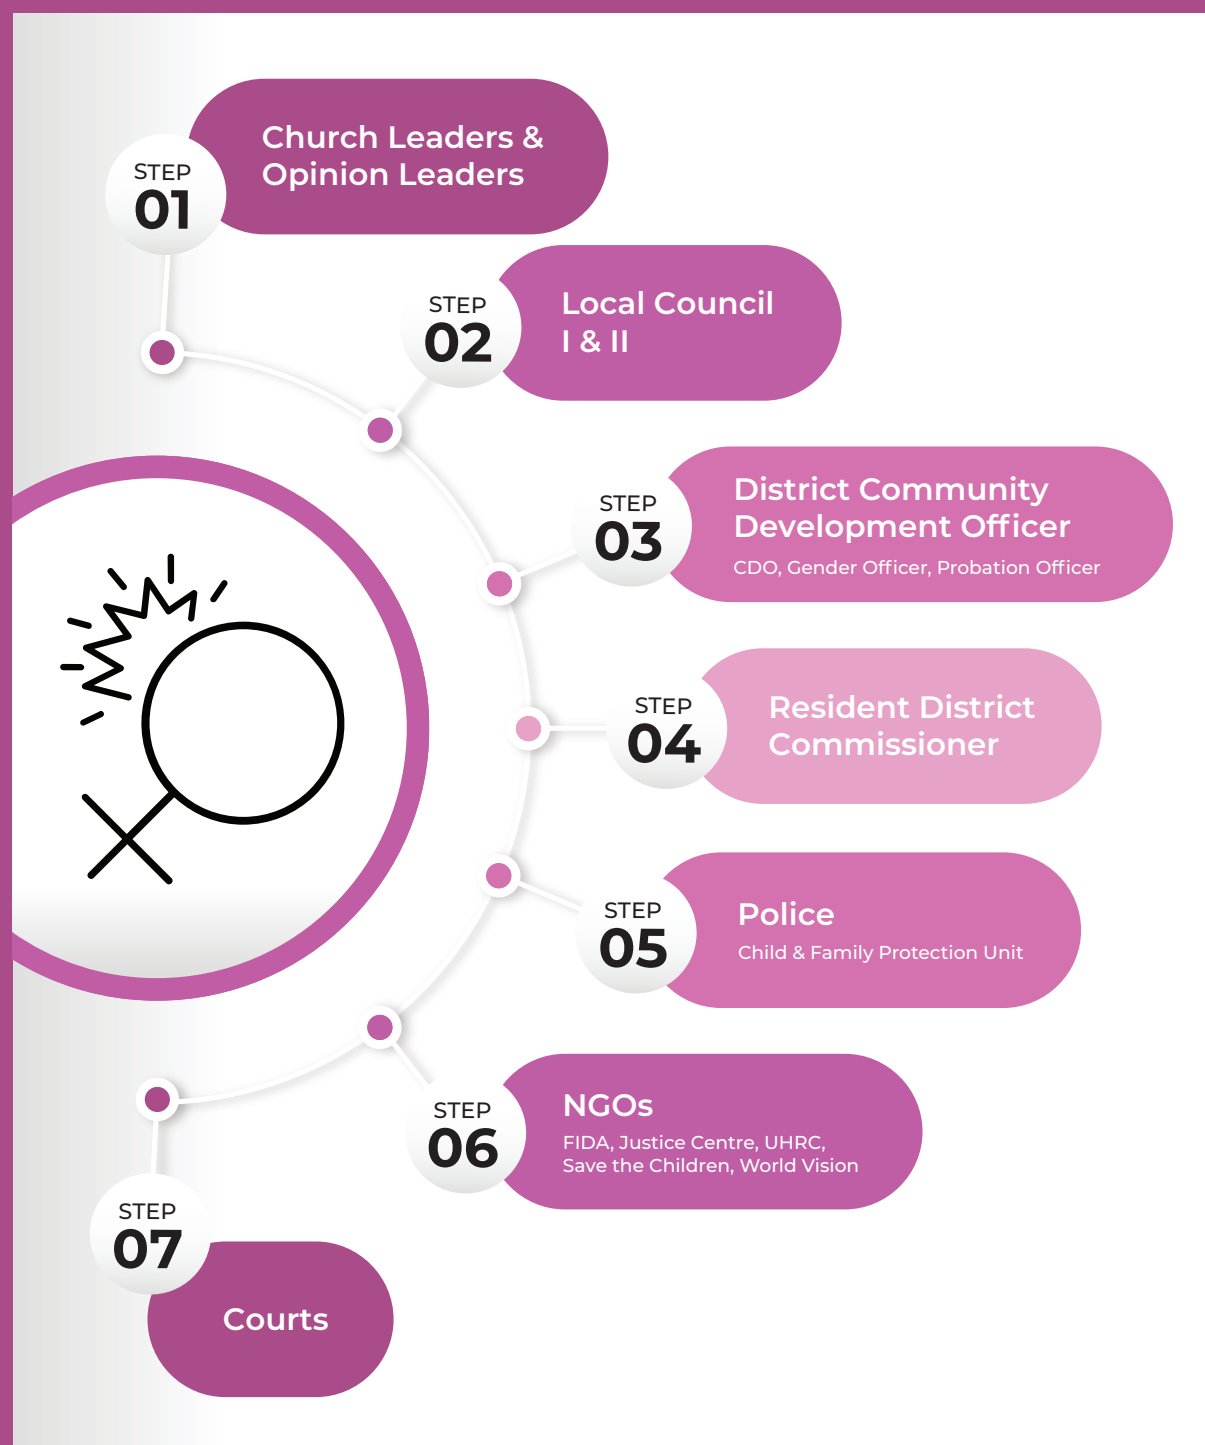 STEP
01
Church Leaders &
Opinion Leaders
STEP
02
Local Council
I & II
STEP
03
District Community
Development Officer
CDO, Gender Officer, Probation Officer
STEP
04
Resident District
Commissioner
STEP
05
Police
Child & Family Protection Unit
STEP
06
NGOs
FIDA, Justice Centre, UHRC,
Save the Children, World Vision
STEP
07
Courts